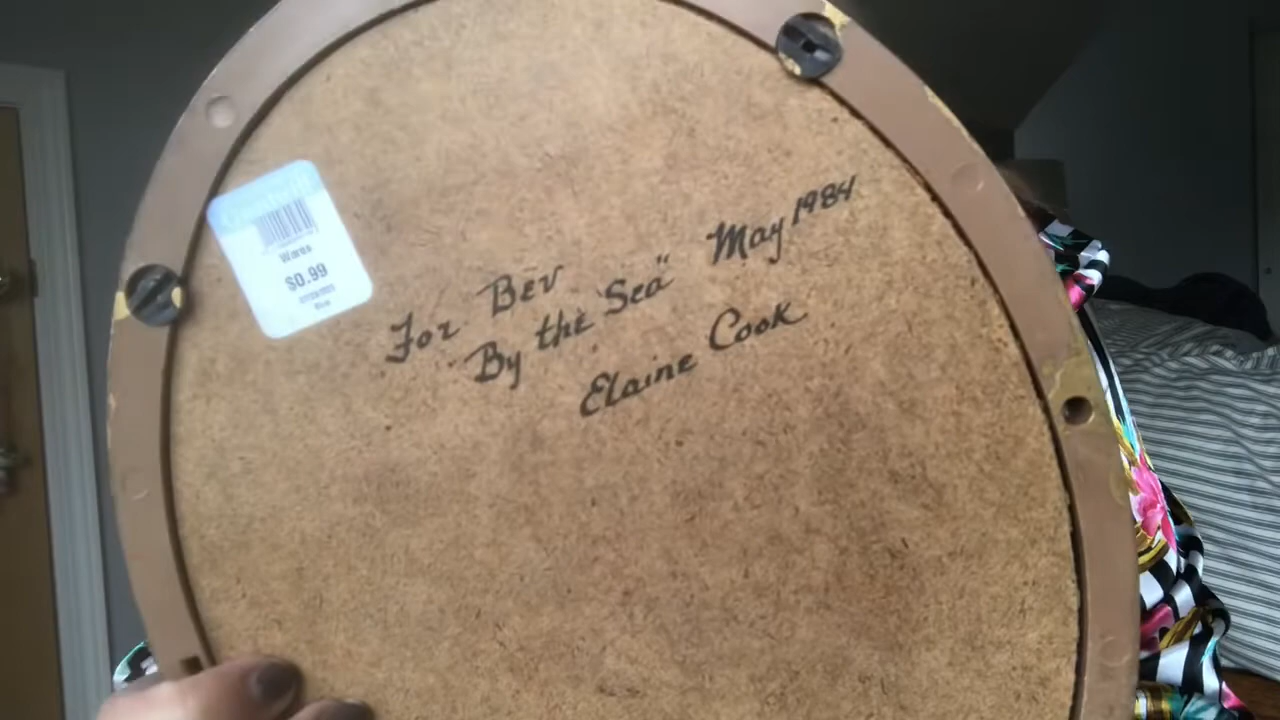 Wares
$0.99
For Bev
"By the Sea" May 1984
Elaine Cook